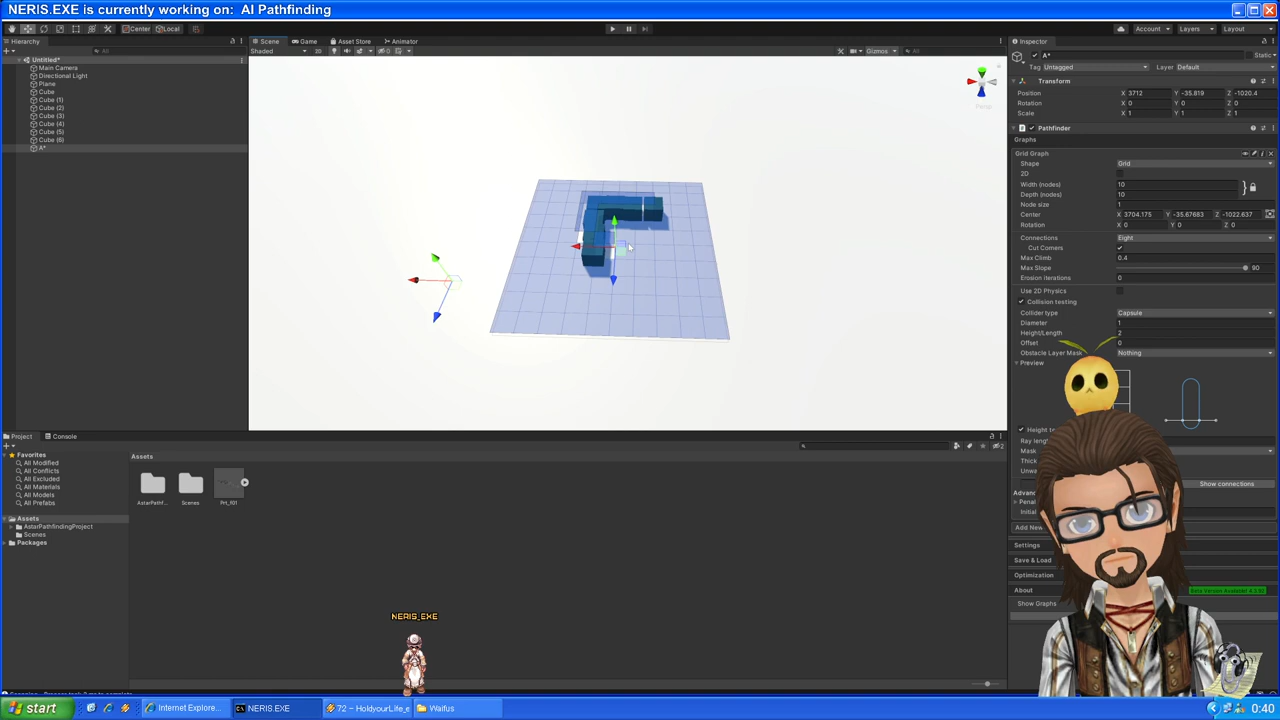 NERIS.EXE is currently working on: AI Pathfinding
Center Local Account Layers Layout
Hierarchy Scene Game Asset Store Animator Inspector
All Shaded 20 0 Gizmos All A* Static
Untitled* Tag Untagged Layer Default
Main Camera
Directional Light
Plane
Cube
Cube (1)
Cube (2)
Cube (3)
Cube (4)
Cube (5)
Cube (6)
A*
Persp
Transform
Position X 3712 Y -35.819 Z -1020.4
Rotation X 0 Y 0 Z 0
Scale X 1 Y 1 Z 1
Pathfinder
Graphs
Grid Graph
Shape Grid
2D
Width (nodes) 10
Depth (nodes) 10
Node size 1
Center X 3704.175 Y -35.67683 Z -1022.637
Rotation X 0 Y 0 Z 0
Connections Eight
Cut Corners
Max Climb 0.4
Max Slope 90
Erosion iterations 0
Use 2D Physics
Collision testing
Collider type Capsule
Diameter 1
Height/Length 2
Offset 0
Obstacle Layer Mask Nothing
Preview
Height te
Ray leng
Mask
Thick
Unwa
Show connections
Advan
Penal
Initial
Add New
Settings
Save & Load
Optimization
About
Show Graphs
Project Console
Favorites
All Modified
All Conflicts
All Excluded
All Materials
All Models
All Prefabs
Assets
AstarPathfindingProject
Scenes
Packages
Assets
AstarPathf... Scenes Prt_f01
NERIS_EXE
start Internet Explore... NERIS.EXE 72 – HoldyourLife_e Waifus 0:40